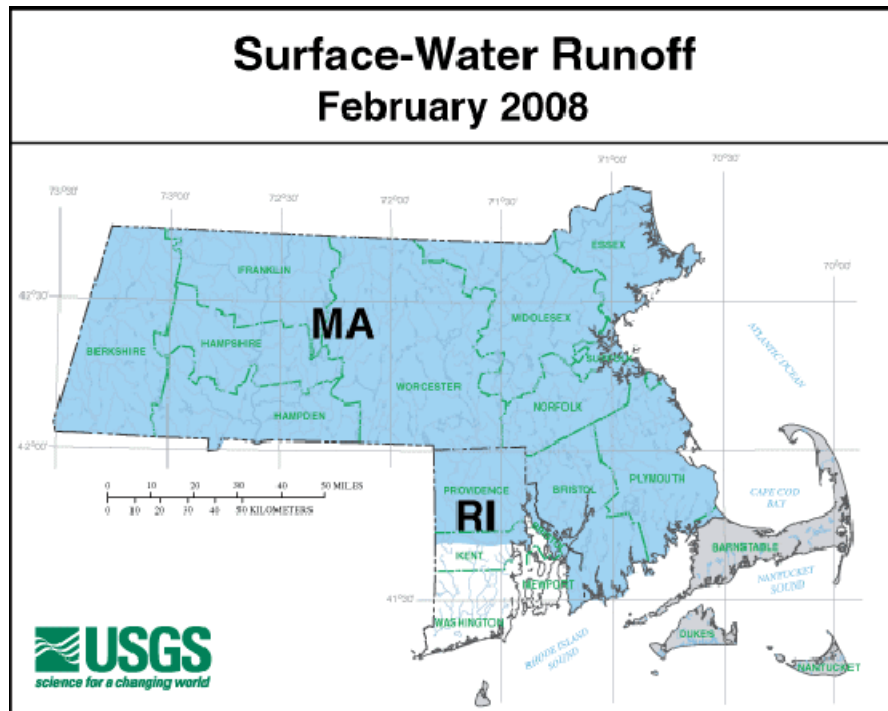 Surface-Water Runoff
February 2008
73°30'
73°00'
72°30'
72°00'
71°30'
71°00'
70°30'
70°00'
ESSEX
FRANKLIN
42°30'
MA
MIDDLESEX
HAMPSHIRE
BERKSHIRE
SUFFOLK
ATLANTIC OCEAN
WORCESTER
HAMPDEN
NORFOLK
42°00'
PLYMOUTH
PROVIDENCE
BRISTOL
CAPE COD
BAY
0 10 20 30 40 50 MILES
0 10 20 30 40 50 KILOMETERS
RI
BRISTOL
BARNSTABLE
KENT
NEWPORT
NANTUCKET
SOUND
41°30'
WASHINGTON
DUKES
RHODE ISLAND
SOUND
NANTUCKET
USGS
science for a changing world